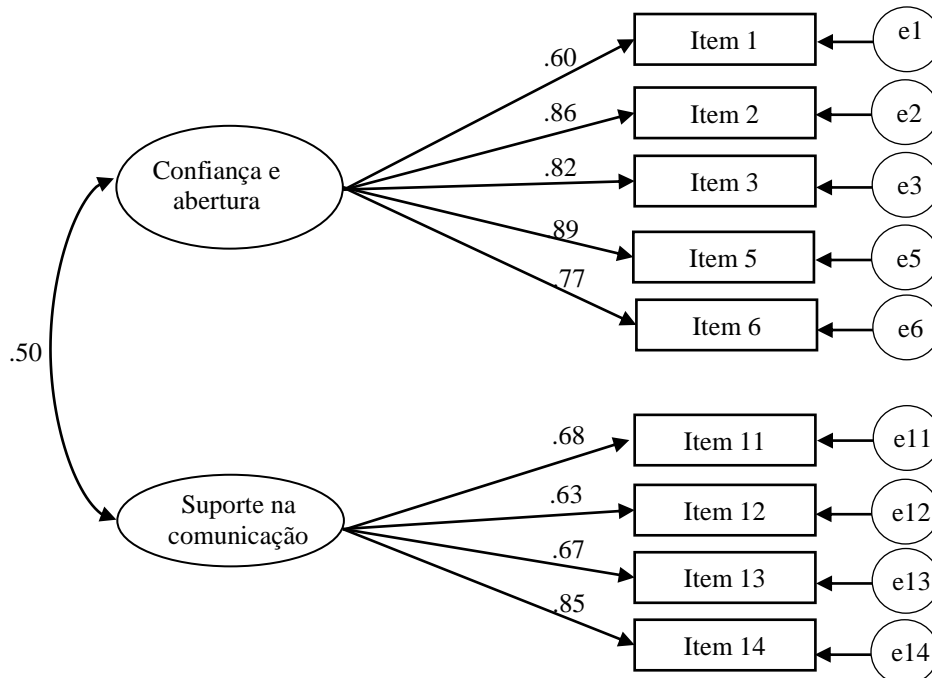 .60
Item 1
e1
.86
Item 2
e2
Confiança e
abertura
.82
Item 3
e3
.89
Item 5
e5
.77
Item 6
e6
.50
.68
Item 11
e11
Suporte na
comunicação
.63
Item 12
e12
.67
Item 13
e13
.85
Item 14
e14